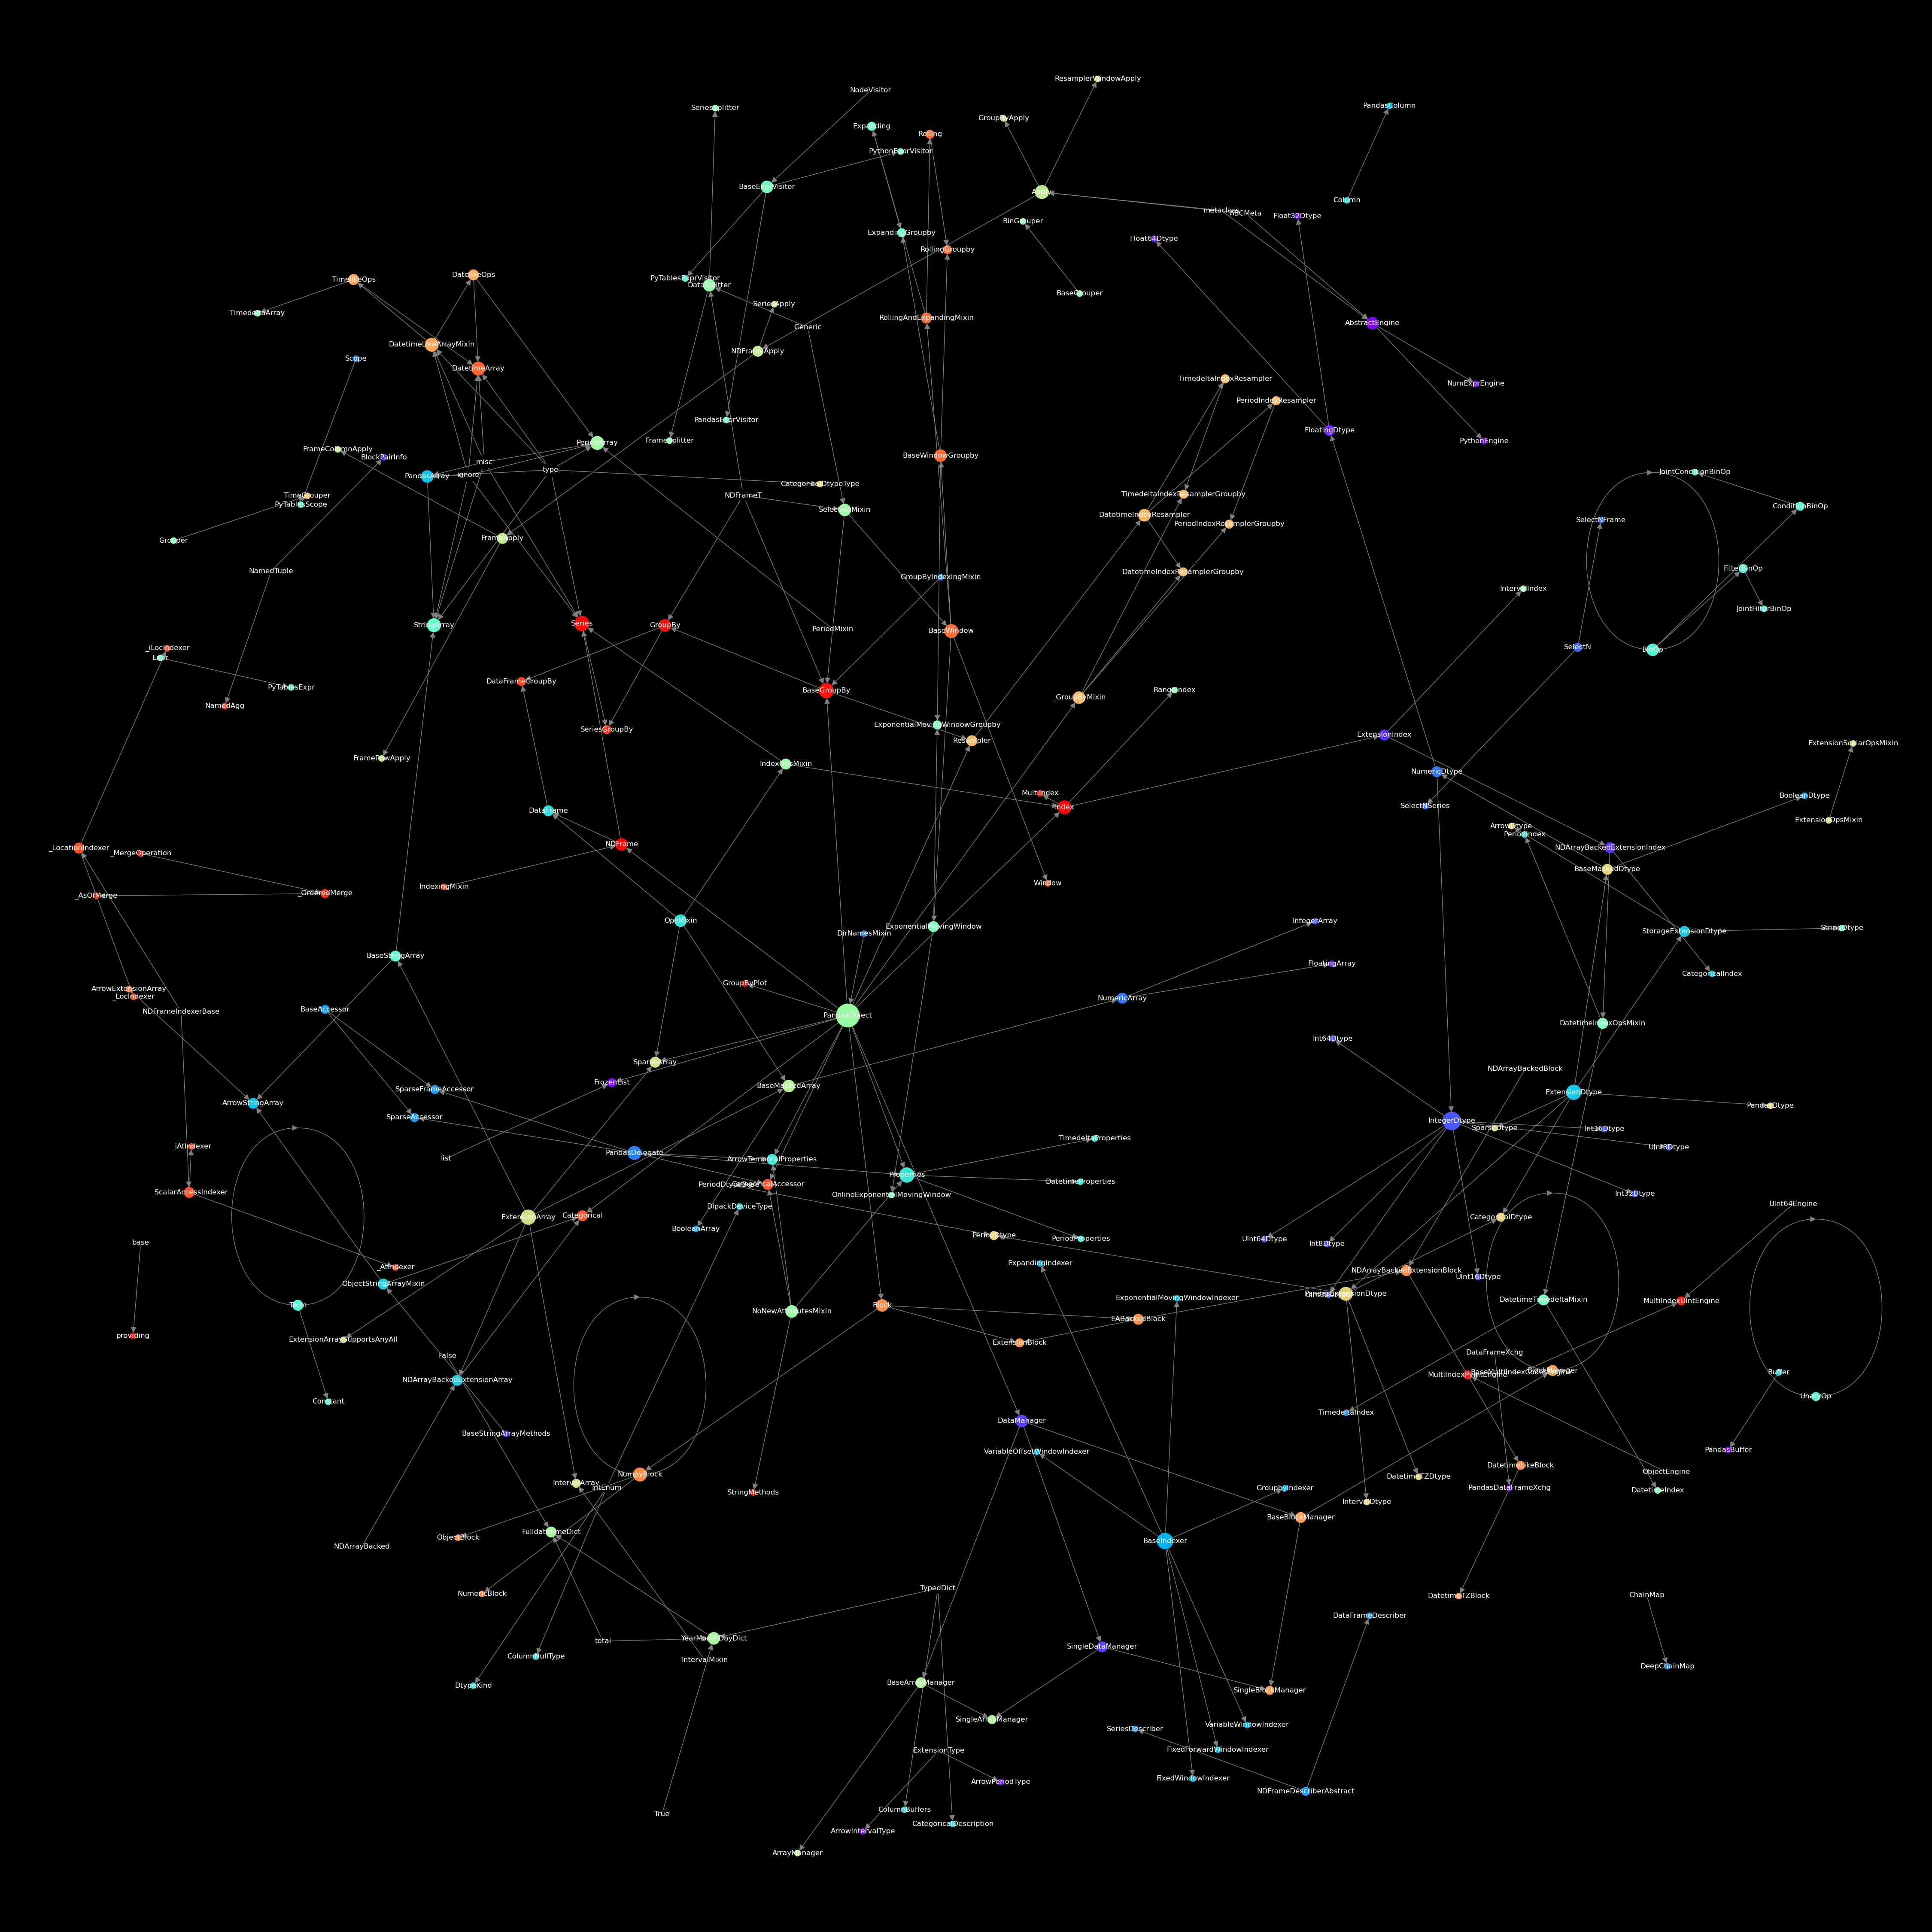 ResamplerWindowApply
NodeVisitor
PandasColumn
SeriesSplitter
GroupByApply
Expanding
Rolling
PythonExprVisitor
BaseExprVisitor
Apply
Column
metaclass
ABCMeta
Float32Dtype
BinGrouper
ExpandingGroupby
Float64Dtype
RollingGroupby
DatelikeOps
TimelikeOps
PyTablesExprVisitor
DataSplitter
BaseGrouper
SeriesApply
TimedeltaArray
RollingAndExpandingMixin
AbstractEngine
Generic
DatetimeLikeArrayMixin
NDFrameApply
Scope
DatetimeArray
TimedeltaIndexResampler
NumExprEngine
PeriodIndexResampler
PandasExprVisitor
FloatingDtype
FrameSplitter
PythonEngine
PeriodArray
FrameColumnApply
BlockPairInfo
BaseWindowGroupby
misc
type
ignore
PandasArray
JointConditionBinOp
CategoricalDtypeType
TimeGrouper
NDFrameT
TimedeltaIndexResamplerGroupby
PyTablesScope
SelectionMixin
ConditionBinOp
DatetimeIndexResampler
SelectNFrame
PeriodIndexResamplerGroupby
Grouper
FrameApply
NamedTuple
DatetimeIndexResamplerGroupby
FilterBinOp
GroupByIndexingMixin
IntervalIndex
JointFilterBinOp
StringArray
Series
GroupBy
PeriodMixin
BaseWindow
_iLocIndexer
SelectN
BinOp
Expr
DataFrameGroupBy
PyTablesExpr
BaseGroupBy
RangeIndex
_GroupByMixin
NamedAgg
ExponentialMovingWindowGroupby
SeriesGroupBy
ExtensionIndex
Resampler
ExtensionScalarOpsMixin
FrameRowApply
IndexOpsMixin
NumericDtype
MultiIndex
BooleanDtype
DataFrame
Index
SelectNSeries
ExtensionOpsMixin
ArrowDtype
PeriodIndex
NDFrame
_LocationIndexer
NDArrayBackedExtensionIndex
_MergeOperation
BaseMaskedDtype
IndexingMixin
Window
_OrderedMerge
_AsOfMerge
OpsMixin
IntegerArray
ExponentialMovingWindow
StringDtype
DirNamesMixin
StorageExtensionDtype
BaseStringArray
FloatingArray
CategoricalIndex
GroupByPlot
ArrowExtensionArray
_LocIndexer
NumericArray
BaseAccessor
NDFrameIndexerBase
PandasObject
DatetimeIndexOpsMixin
Int64Dtype
SparseArray
NDArrayBackedBlock
FrozenList
BaseMaskedArray
SparseFrameAccessor
ExtensionDtype
ArrowStringArray
PandasDtype
SparseAccessor
IntegerDtype
SparseDtype
Int16Dtype
TimedeltaProperties
_iAtIndexer
UInt8Dtype
PandasDelegate
list
ArrowTemporalProperties
Properties
DatetimeProperties
PeriodDtypeBase
CategoricalAccessor
_ScalarAccessIndexer
OnlineExponentialMovingWindow
Int32Dtype
UInt64Engine
DlpackDeviceType
ExtensionArray
Categorical
CategoricalDtype
BooleanArray
PeriodDtype
PeriodProperties
UInt64Dtype
base
Int8Dtype
ExpandingIndexer
_AtIndexer
NDArrayBackedExtensionBlock
UInt16Dtype
ObjectStringArrayMixin
PandasExtensionDtype
ExponentialMovingWindowIndexer
DatetimeTimedeltaMixin
MultiIndexUIntEngine
Term
Block
NoNewAttributesMixin
EABackedBlock
providing
ExtensionArraySupportsAnyAll
ExtensionBlock
DataFrameXchg
False
BlockManager
Buffer
BaseMultiIndexCodesEngine
MultiIndexPyIntEngine
NDArrayBackedExtensionArray
UnaryOp
Constant
TimedeltaIndex
DataManager
BaseStringArrayMethods
PandasBuffer
VariableOffsetWindowIndexer
DatetimeLikeBlock
ObjectEngine
NumpyBlock
DatetimeTZDtype
IntervalArray
IntEnum
GroupbyIndexer
PandasDataFrameXchg
DatetimeIndex
StringMethods
IntervalDtype
BaseBlockManager
FulldatetimeDict
ObjectBlock
BaseIndexer
NDArrayBacked
TypedDict
NumericBlock
DatetimeTZBlock
ChainMap
DataFrameDescriber
YearMonthDayDict
total
SingleDataManager
ColumnNullType
IntervalMixin
DeepChainMap
BaseArrayManager
DtypeKind
SingleBlockManager
SingleArrayManager
VariableWindowIndexer
SeriesDescriber
ExtensionType
FixedForwardWindowIndexer
FixedWindowIndexer
ArrowPeriodType
NDFrameDescriberAbstract
ColumnBuffers
True
CategoricalDescription
ArrowIntervalType
ArrayManager